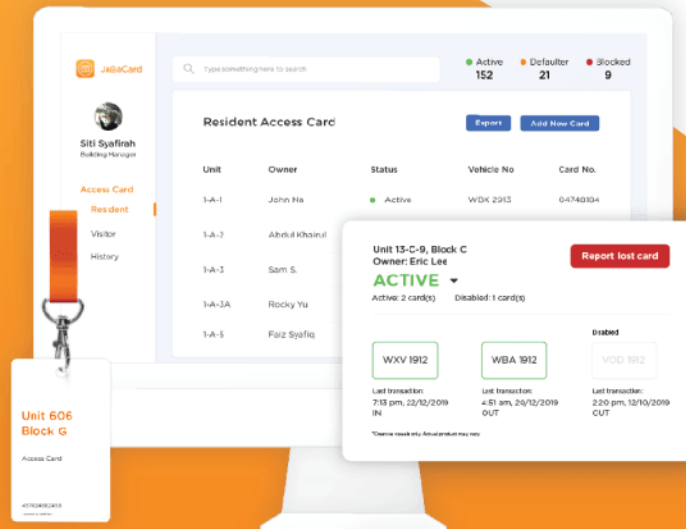 JaGaCard
Type something here to search
Active
152
Defaulter
21
Blocked
9
Siti Syafirah
Building Manager
Access Card
Resident
Visitor
History
Resident Access Card
Export
Add New Card
Unit Owner Status Vehicle No Card No.
1-A-1 John Na Active WDK 2913 04740104
1-A-2 Abdul Khairul
1-A-3 Sam S.
1-A-3A Rocky Yu
1-A-5 Faiz Syafiq
Unit 13-C-9, Block C
Owner: Eric Lee
ACTIVE
Active: 2 card(s) Disabled: 1 card(s)
Report lost card
WXV 1912
Last transaction:
7:13 pm, 22/12/2019
IN
WBA 1912
Last transaction:
4:51 am, 20/12/2019
OUT
Disabled
VOD 1912
Last transaction:
2:20 pm, 12/10/2019
OUT
Unit 606
Block G
Access Card